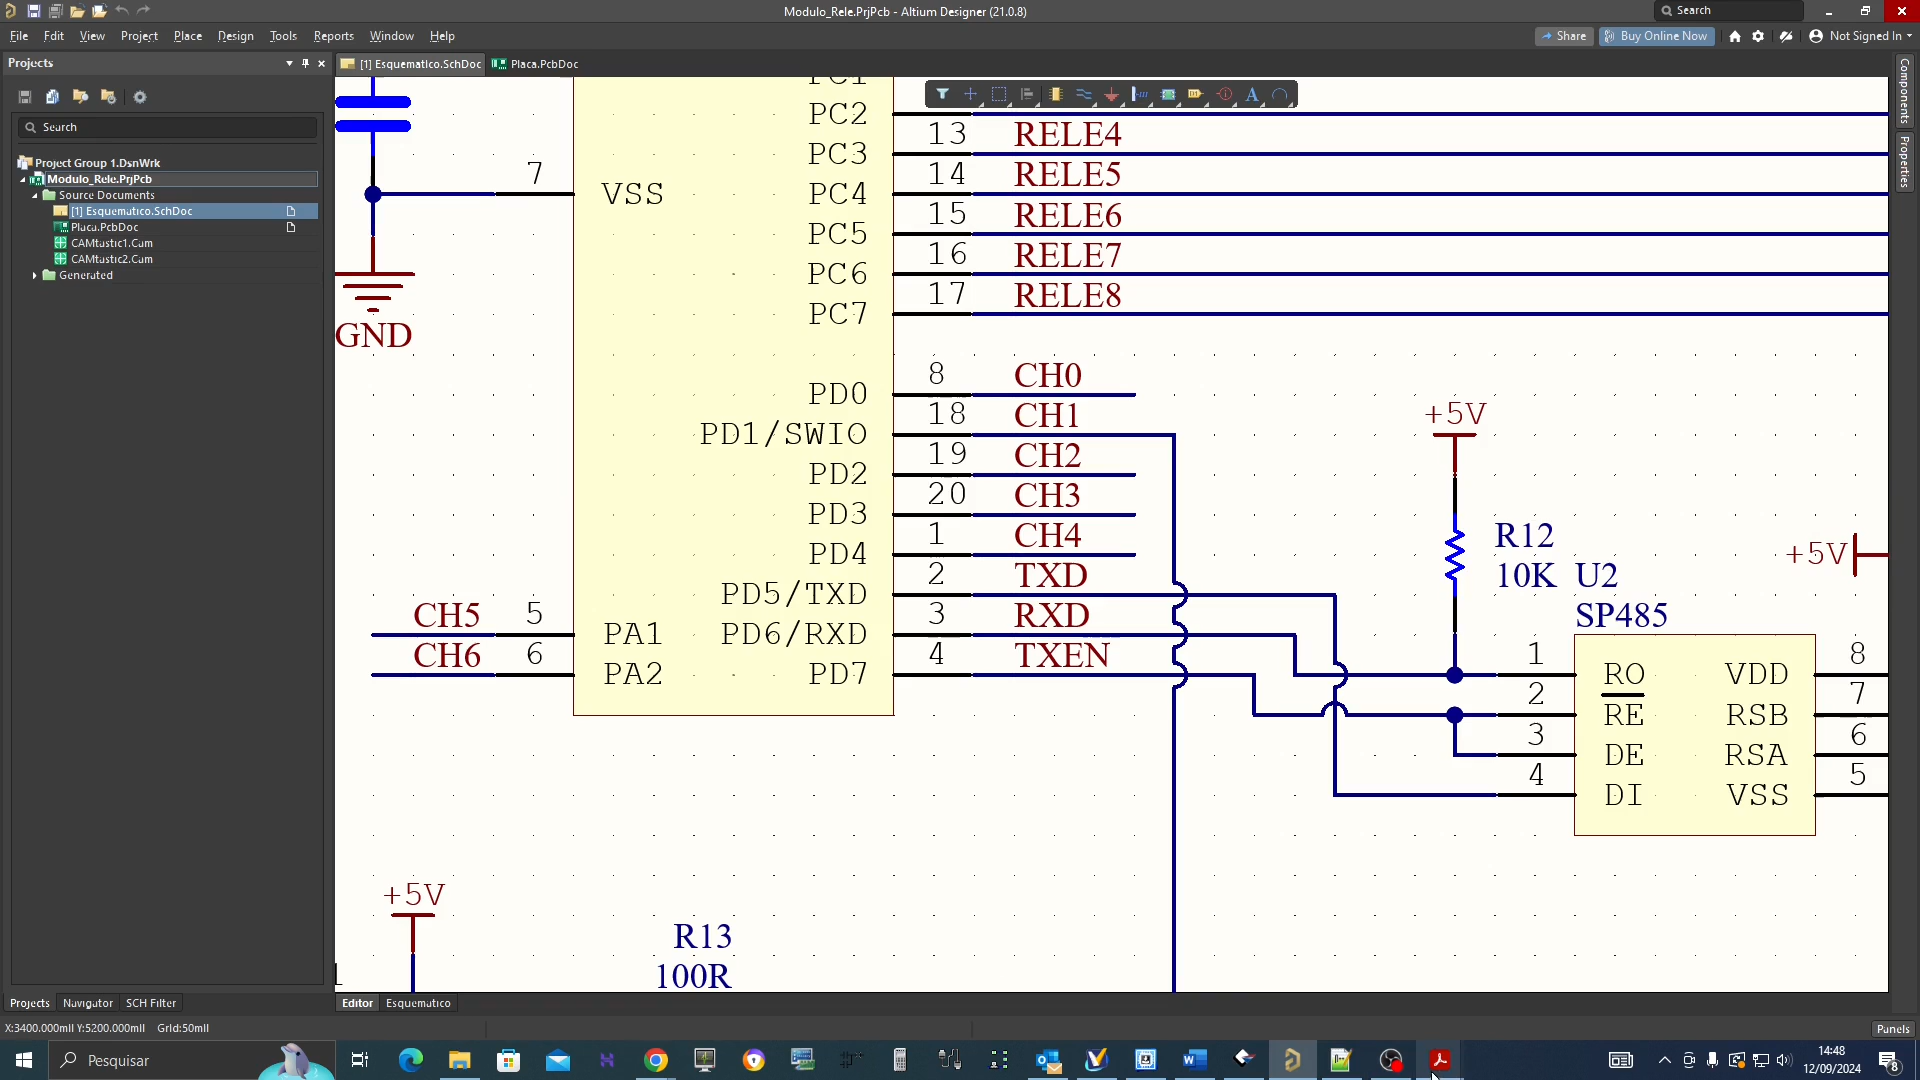 Modulo_Rele.PrjPcb - Altium Designer (21.0.8)
Search
File Edit View Project Place Design Tools Reports Window Help
Share
Buy Online Now
Not Signed In
Projects
[1] Esquematico.SchDoc
Placa.PcbDoc
Search
Project Group 1.DsnWrk
Modulo_Rele.PrjPcb
Source Documents
[1] Esquematico.SchDoc
Placa.PcbDoc
CAMtastic1.Cam
CAMtastic2.Cam
Generated
Components
Properties
PC1
PC2
13 RELE4
PC3
14 RELE5
7 VSS PC4
15 RELE6
PC5
16 RELE7
PC6
17 RELE8
PC7
GND
8 CH0
PD0
18 CH1
PD1/SWIO
19 CH2
PD2
20 CH3
PD3
1 CH4
PD4
2 TXD
PD5/TXD
3 RXD
CH5 5 PA1 PD6/RXD
4 TXEN
CH6 6 PA2 PD7
+5V
R12
10K
+5V
U2
SP485
1 RO VDD 8
2 RE RSB 7
3 DE RSA 6
4 DI VSS 5
+5V
R13
100R
1
Projects Navigator SCH Filter
Editor Esquematico
X:3400.000mil Y:5200.000mil Grid:50mil
Panels
Pesquisar
14:48
12/09/2024
8